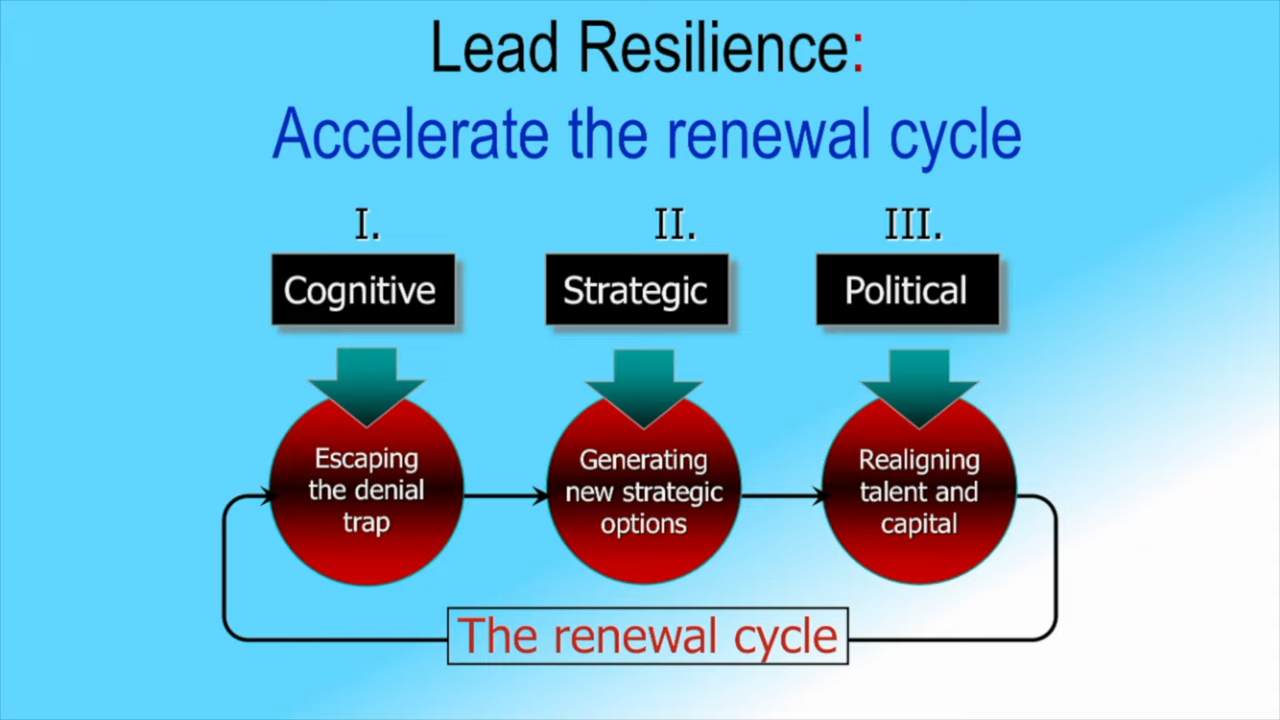 Lead Resilience:
Accelerate the renewal cycle
I.
II.
III.
Cognitive
Strategic
Political
Escaping
the denial
trap
Generating
new strategic
options
Realigning
talent and
capital
The renewal cycle